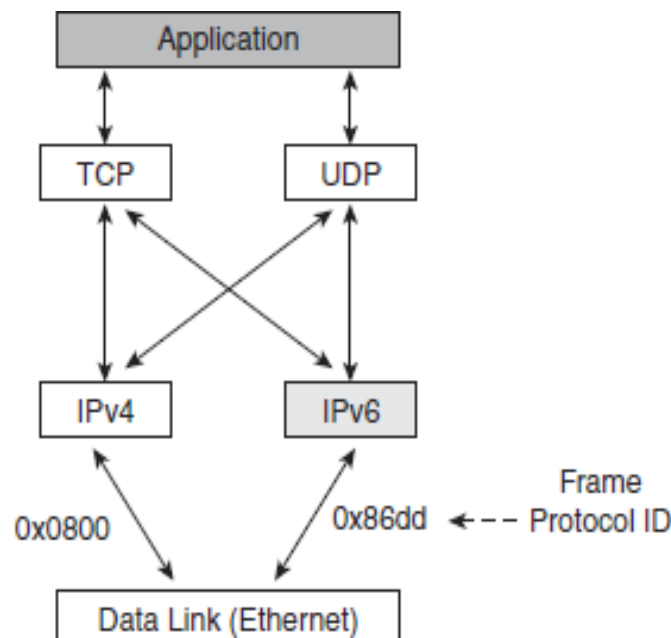 Application
TCP
UDP
IPv4
IPv6
0x0800
0x86dd
Frame
Protocol ID
Data Link (Ethernet)